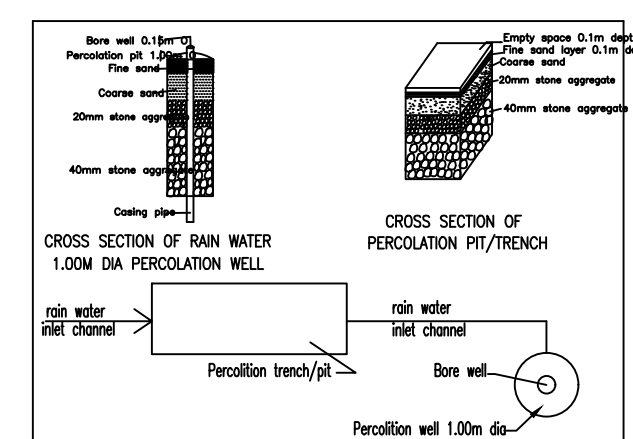 Bore well 0.15m
Percolation pit 1.00m
Fine sand
Coarse sand
20mm stone aggregate
40mm stone aggregate
Casing pipe
CROSS SECTION OF RAIN WATER
1.00M DIA PERCOLATION WELL
Empty space 0.1m dept
Fine sand layer 0.1m de
Coarse sand
20mm stone aggregate
40mm stone aggregate
CROSS SECTION OF
PERCOLATION PIT/TRENCH
rain water
inlet channel
Percolition trench/pit
rain water
inlet channel
Bore well
Percolition well 1.00m dia